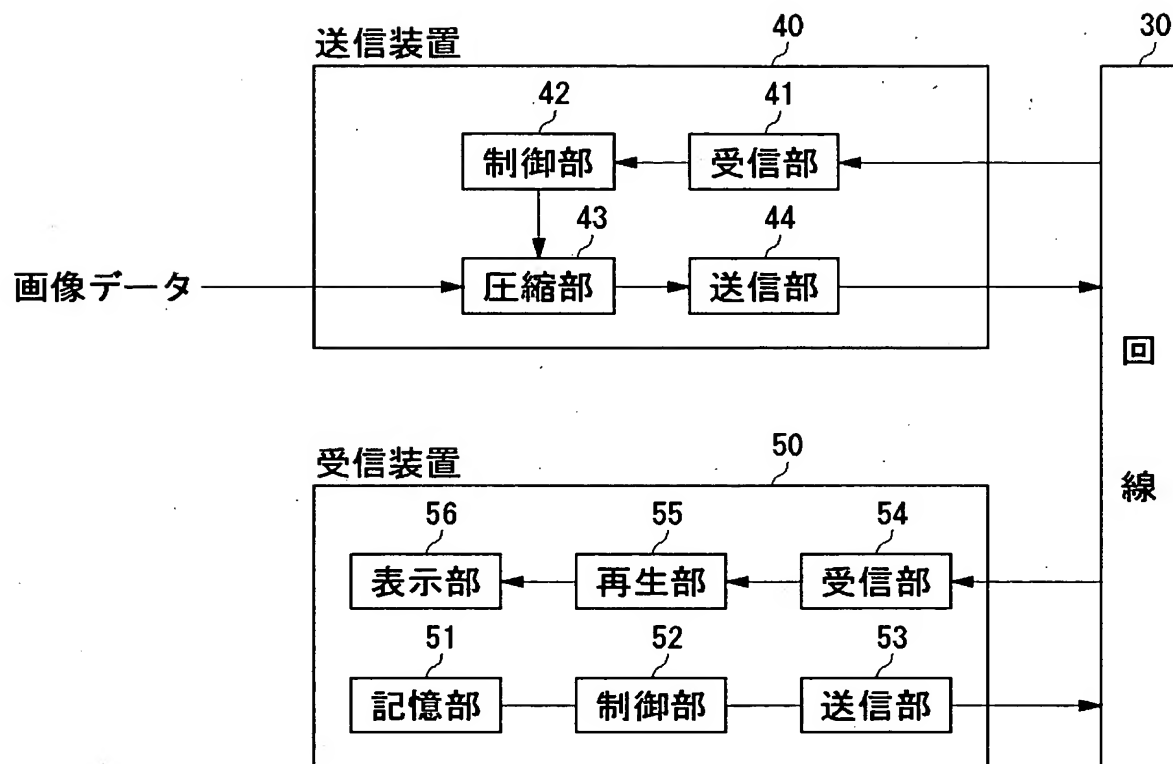 送信装置
40
30
42
41
制御部
受信部
43
44
画像データ
圧縮部
送信部
回線
受信装置
50
56
55
54
表示部
再生部
受信部
51
52
53
記憶部
制御部
送信部